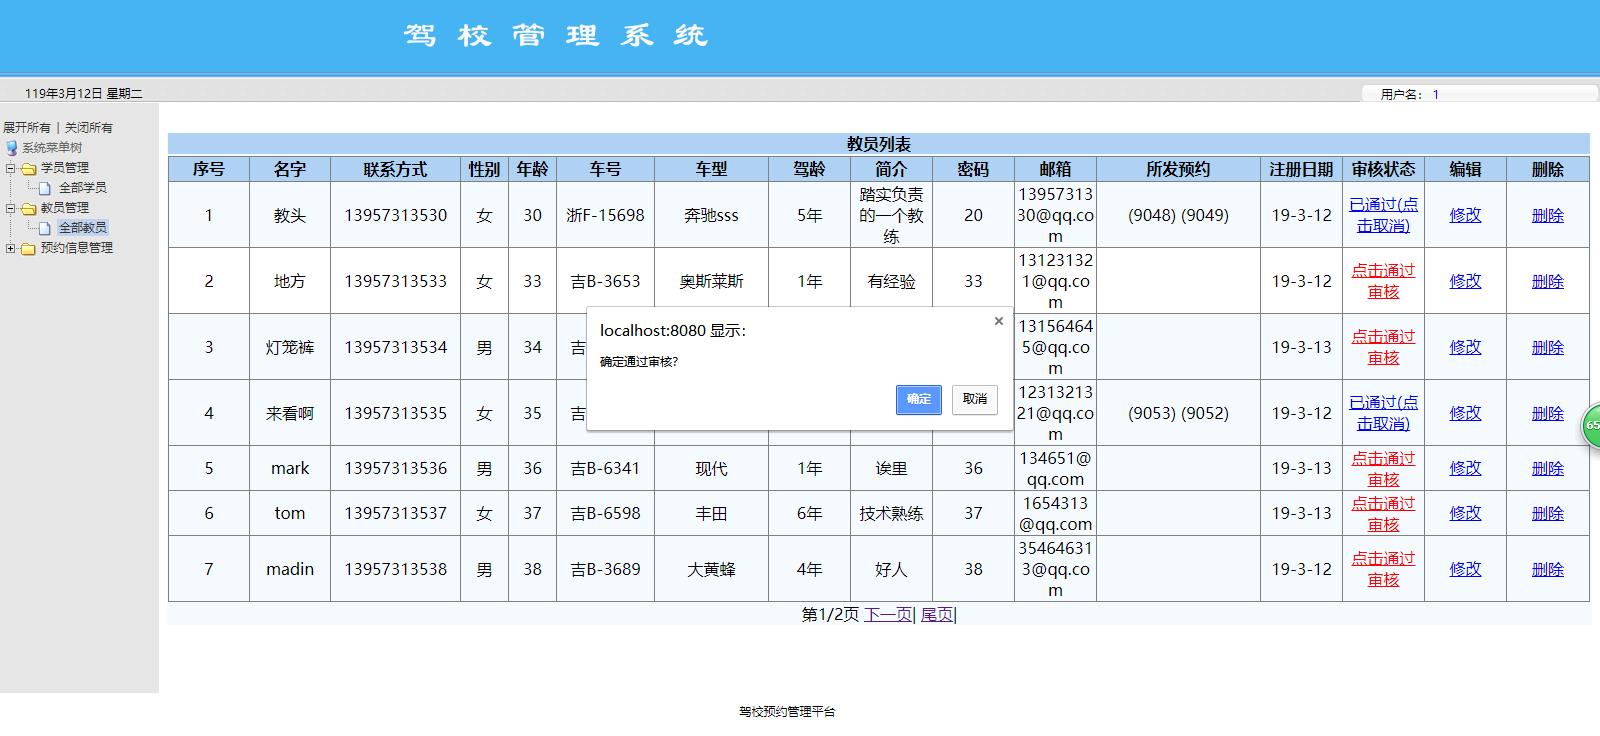 驾校管理系统
119年3月12日 星期二
用户名： 1
展开所有 | 关闭所有
系统菜单树
学员管理
全部学员
教员管理
全部教员
预约信息管理
教员列表
序号 名字 联系方式 性别 年龄 车号 车型 驾龄 简介 密码 邮箱 所发预约 注册日期 审核状态 编辑 删除
1 教头 13957313530 女 30 浙F-15698 奔驰sss 5年 踏实负责的一个教练 20 1395731330@qq.com (9048) (9049) 19-3-12 已通过(点击取消) 修改 删除
2 地方 13957313533 女 33 吉B-3653 奥斯莱斯 1年 有经验 33 131231321@qq.com 19-3-12 点击通过审核 修改 删除
3 灯笼裤 13957313534 男 34 吉 131564645@qq.com 19-3-13 点击通过审核 修改 删除
4 来看啊 13957313535 女 35 吉 1231321321@qq.com (9053) (9052) 19-3-12 已通过(点击取消) 修改 删除
5 mark 13957313536 男 36 吉B-6341 现代 1年 诶里 36 134651@qq.com 19-3-13 点击通过审核 修改 删除
6 tom 13957313537 女 37 吉B-6598 丰田 6年 技术熟练 37 1654313@qq.com 19-3-13 点击通过审核 修改 删除
7 madin 13957313538 男 38 吉B-3689 大黄蜂 4年 好人 38 354646313@qq.com 19-3-12 点击通过审核 修改 删除
第1/2页 下一页| 尾页|
localhost:8080 显示：
×
确定通过审核?
确定 取消
65
驾校预约管理平台